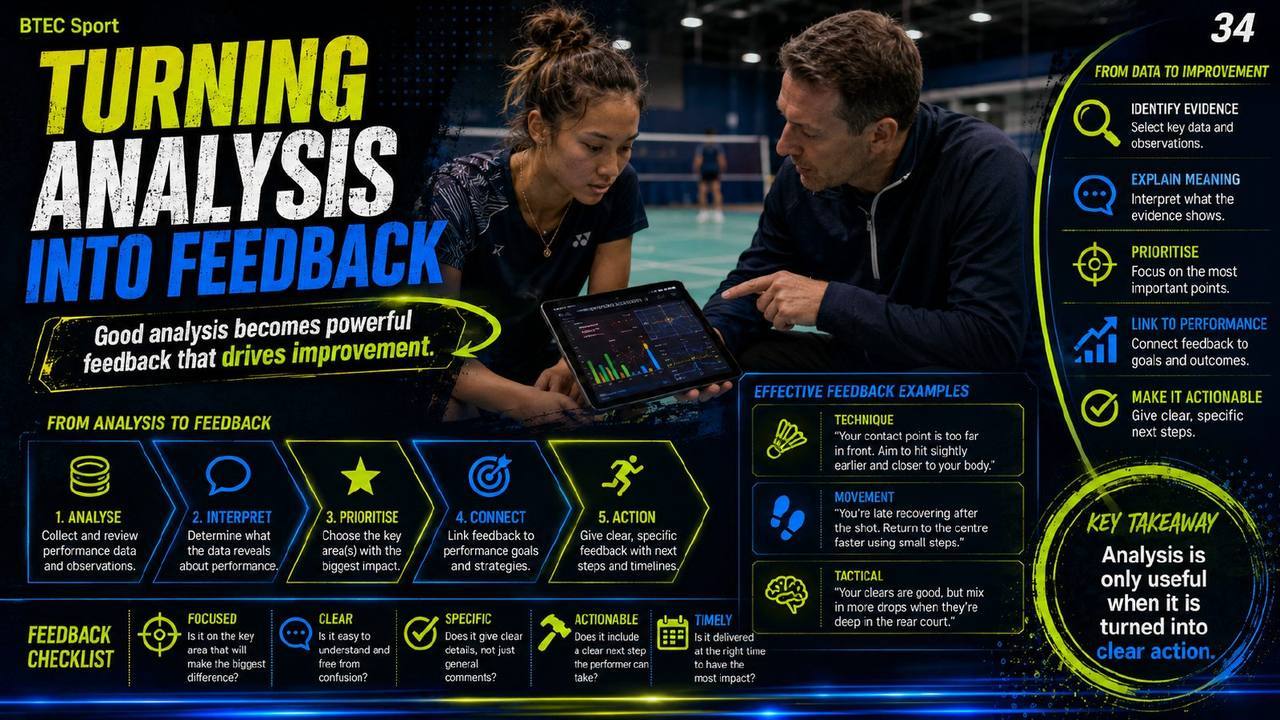 BTEC Sport
34
TURNING
ANALYSIS
INTO FEEDBACK
Good analysis becomes powerful
feedback that drives improvement.
FROM DATA TO IMPROVEMENT
IDENTIFY EVIDENCE
Select key data and
observations.
EXPLAIN MEANING
Interpret what the
evidence shows.
PRIORITISE
Focus on the most
important points.
LINK TO PERFORMANCE
Connect feedback to
goals and outcomes.
MAKE IT ACTIONABLE
Give clear, specific
next steps.
FROM ANALYSIS TO FEEDBACK
1. ANALYSE
Collect and review
performance data
and observations.
2. INTERPRET
Determine what
the data reveals
about performance.
3. PRIORITISE
Choose the key
area(s) with the
biggest impact.
4. CONNECT
Link feedback to
performance goals
and strategies.
5. ACTION
Give clear, specific
feedback with next
steps and timelines.
EFFECTIVE FEEDBACK EXAMPLES
TECHNIQUE
“Your contact point is too far
in front. Aim to hit slightly
earlier and closer to your body.”
MOVEMENT
“You're late recovering after
the shot. Return to the centre
faster using small steps.”
TACTICAL
“Your clears are good, but mix
in more drops when they're
deep in the rear court.”
KEY TAKEAWAY
Analysis is
only useful
when it is
turned into
clear action.
FEEDBACK
CHECKLIST
FOCUSED
Is it on the key
area that will
make the biggest
difference?
CLEAR
Is it easy to
understand and
free from
confusion?
SPECIFIC
Does it give clear
details, not just
general
comments?
ACTIONABLE
Does it include
a clear next step
the performer can
take?
TIMELY
Is it delivered
at the right time
to have the
most impact?